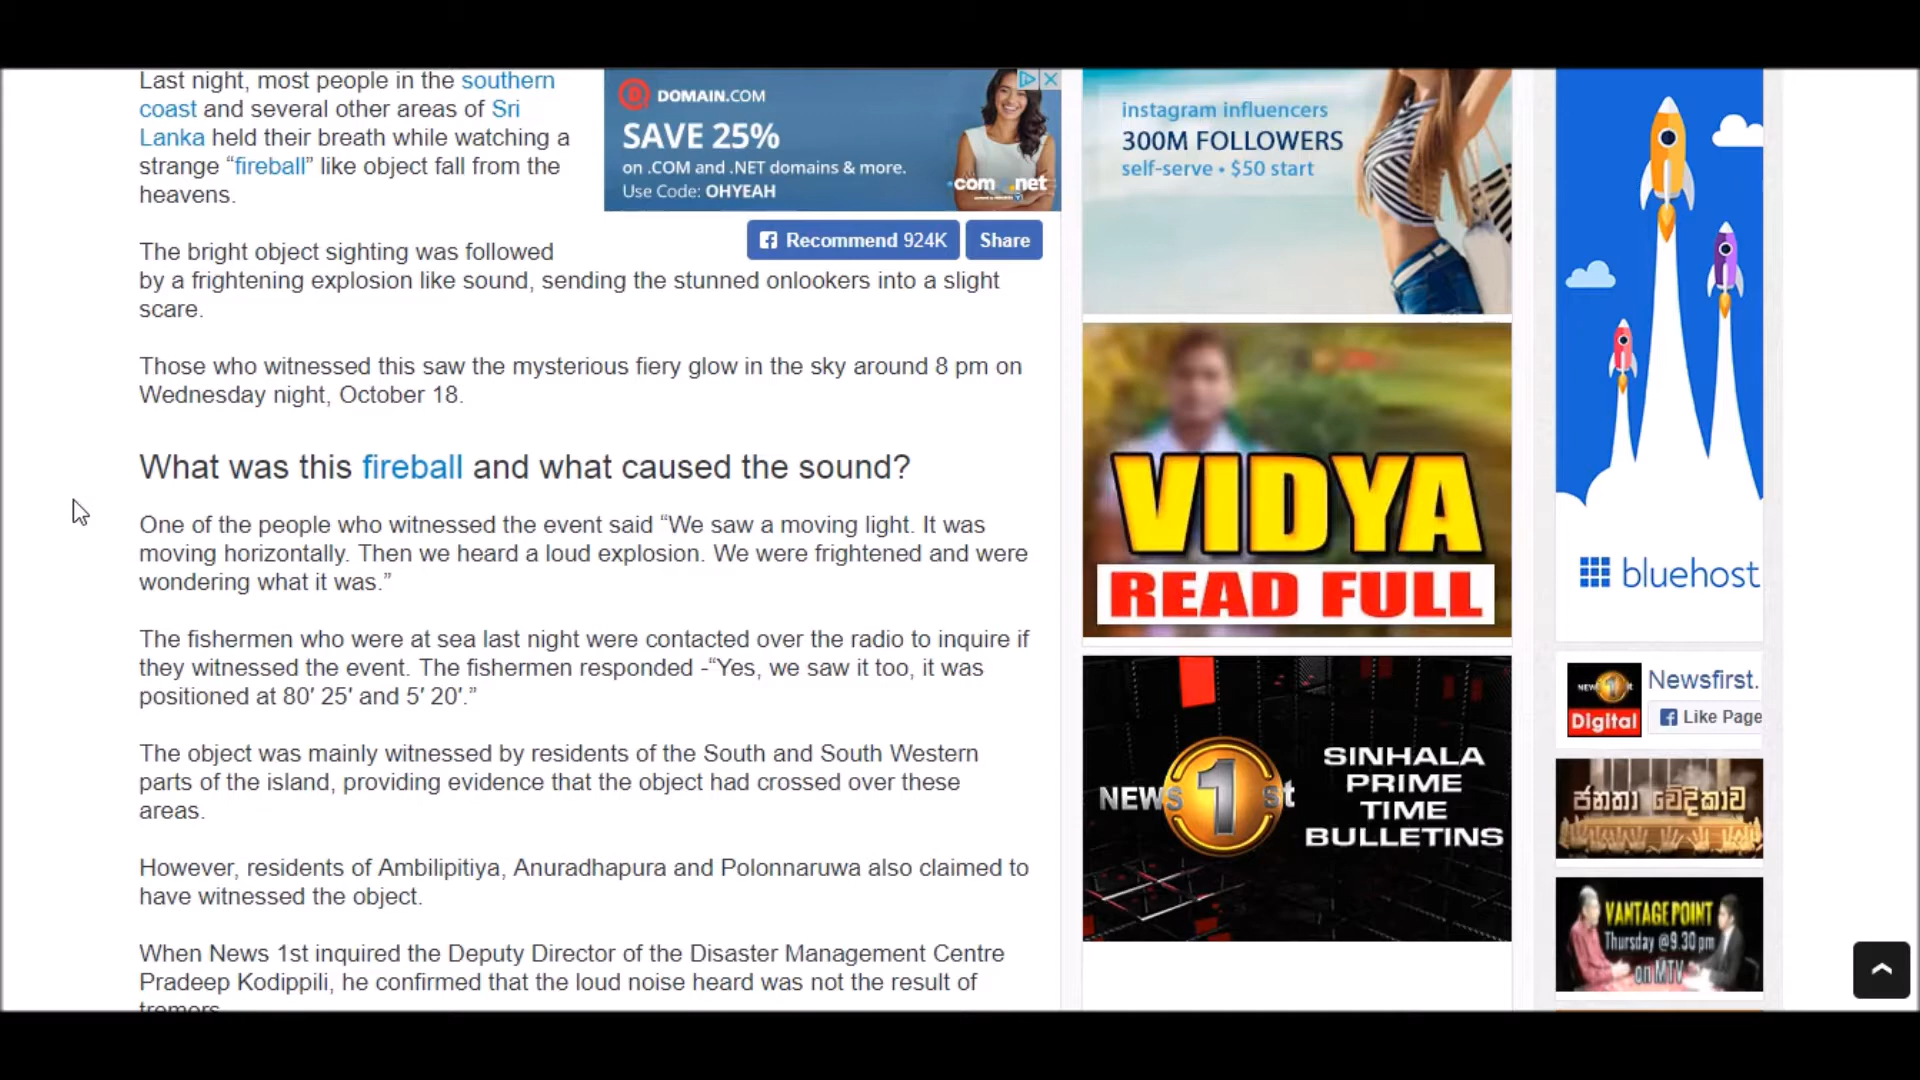 Last night, most people in the southern
coast and several other areas of Sri
Lanka held their breath while watching a
strange “fireball” like object fall from the
heavens.
DOMAIN.COM
SAVE 25%
on .COM and .NET domains & more.
Use Code: OHYEAH
.com .net
Recommend 924K
Share
The bright object sighting was followed
by a frightening explosion like sound, sending the stunned onlookers into a slight
scare.
Those who witnessed this saw the mysterious fiery glow in the sky around 8 pm on
Wednesday night, October 18.
What was this fireball and what caused the sound?
One of the people who witnessed the event said “We saw a moving light. It was
moving horizontally. Then we heard a loud explosion. We were frightened and were
wondering what it was.”
The fishermen who were at sea last night were contacted over the radio to inquire if
they witnessed the event. The fishermen responded -“Yes, we saw it too, it was
positioned at 80′ 25′ and 5′ 20′.”
The object was mainly witnessed by residents of the South and South Western
parts of the island, providing evidence that the object had crossed over these
areas.
However, residents of Ambilipitiya, Anuradhapura and Polonnaruwa also claimed to
have witnessed the object.
When News 1st inquired the Deputy Director of the Disaster Management Centre
Pradeep Kodippili, he confirmed that the loud noise heard was not the result of
tremors
instagram influencers
300M FOLLOWERS
self-serve • $50 start
VIDYA
READ FULL
NEWS 1st
SINHALA
PRIME
TIME
BULLETINS
bluehost
NEWS 1st
Digital
Newsfirst.
Like Page
ජනතා වේදිකාව
VANTAGE POINT
Thursday @9.30 pm
on MTV